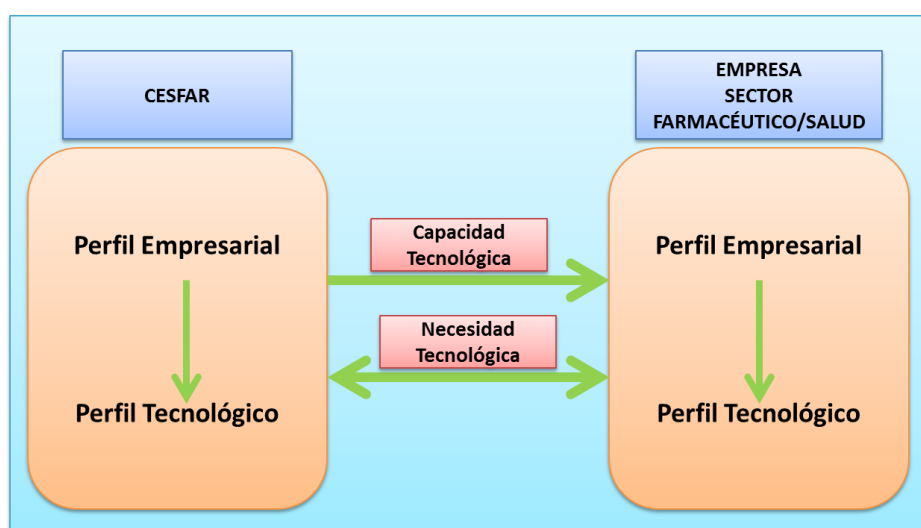 CESFAR
EMPRESA
SECTOR
FARMACÉUTICO/SALUD
Perfil Empresarial
Capacidad
Tecnológica
Perfil Empresarial
Necesidad
Tecnológica
Perfil Tecnológico
Perfil Tecnológico